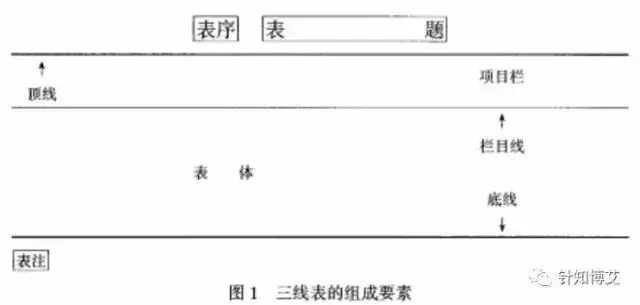 表序 表 题
项目栏
顶线
栏目线
表 体
底线
表注
针知博艾
图1 三线表的组成要素